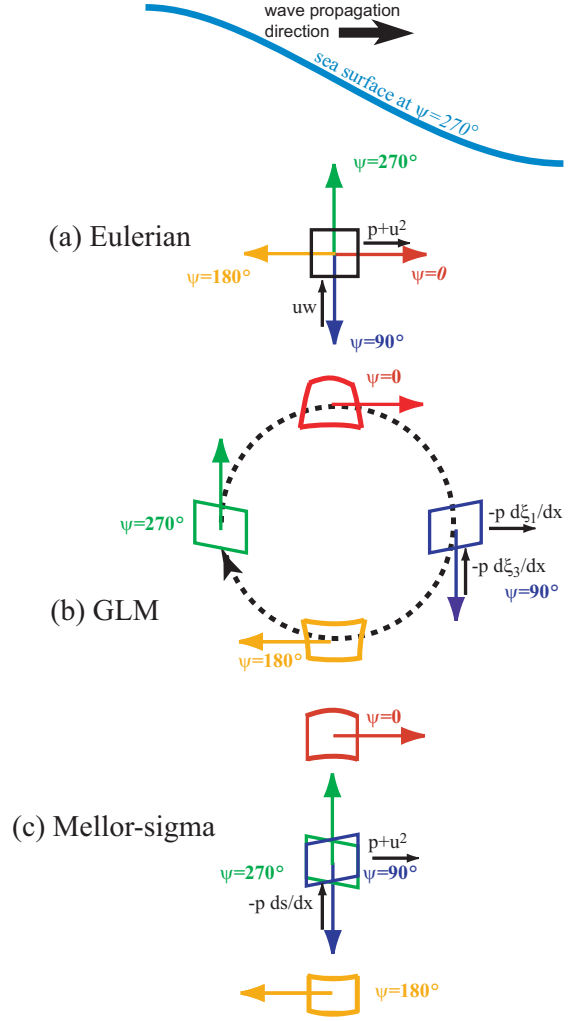 wave propagation
direction
sea surface at ψ=270°
ψ=270°
(a) Eulerian
p+u²
ψ=180°
ψ=0
uw
ψ=90°
ψ=0
-p dξ₁/dx
ψ=270°
-p dξ₃/dx
ψ=90°
(b) GLM
ψ=180°
ψ=0
(c) Mellor-sigma
p+u²
ψ=270°
ψ=90°
-p ds/dx
ψ=180°